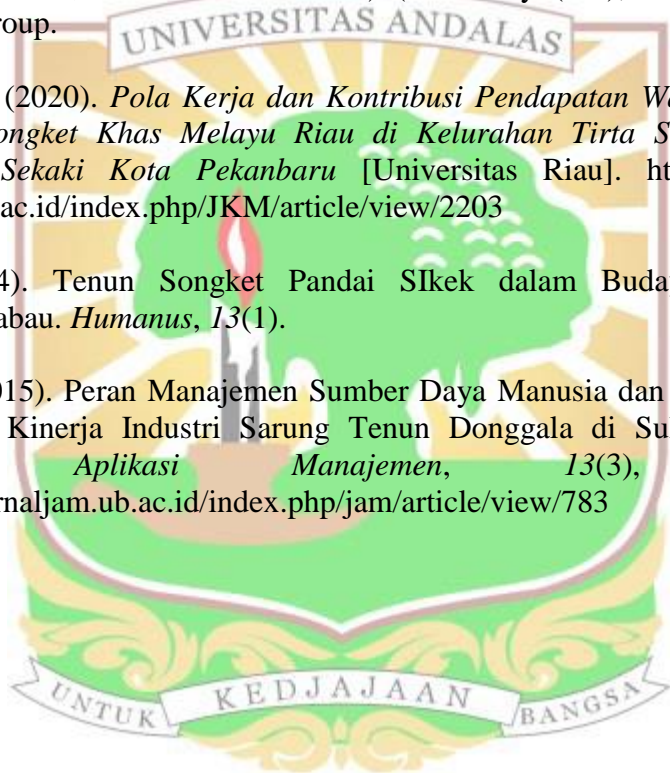 roup.
UNIVERSITAS ANDALAS
(2020). Pola Kerja dan Kontribusi Pendapatan W
ongket Khas Melayu Riau di Kelurahan Tirta S
Sekaki Kota Pekanbaru [Universitas Riau]. ht
ac.id/index.php/JKM/article/view/2203
4). Tenun Songket Pandai SIkek dalam Buda
abau. Humanus, 13(1).
015). Peran Manajemen Sumber Daya Manusia dan
Kinerja Industri Sarung Tenun Donggala di Su
Aplikasi Manajemen, 13(3),
rnaljam.ub.ac.id/index.php/jam/article/view/783
UNTUK KEDJAJAAN BANGSA